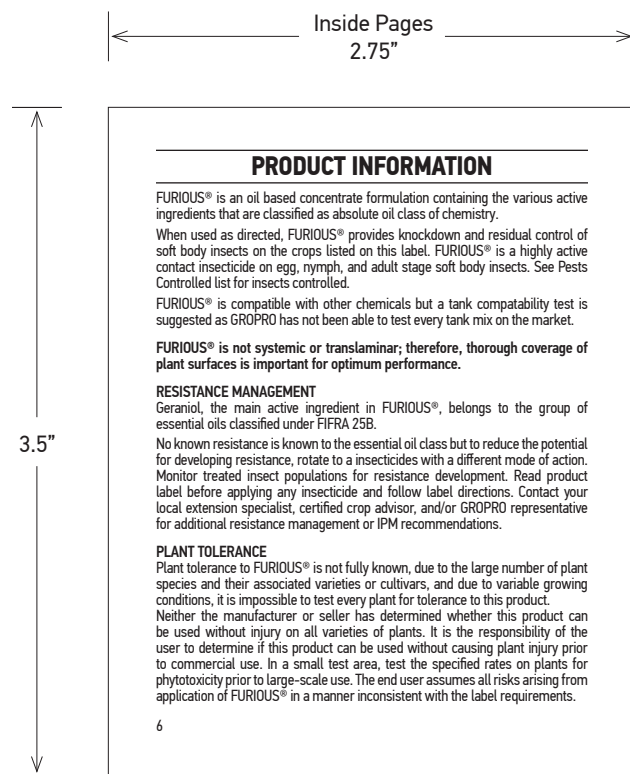 Inside Pages
2.75”
3.5”
PRODUCT INFORMATION
FURIOUS® is an oil based concentrate formulation containing the various active
ingredients that are classified as absolute oil class of chemistry.
When used as directed, FURIOUS® provides knockdown and residual control of
soft body insects on the crops listed on this label. FURIOUS® is a highly active
contact insecticide on egg, nymph, and adult stage soft body insects. See Pests
Controlled list for insects controlled.
FURIOUS® is compatible with other chemicals but a tank compatability test is
suggested as GROPRO has not been able to test every tank mix on the market.
FURIOUS® is not systemic or translaminar; therefore, thorough coverage of
plant surfaces is important for optimum performance.
RESISTANCE MANAGEMENT
Geraniol, the main active ingredient in FURIOUS®, belongs to the group of
essential oils classified under FIFRA 25B.
No known resistance is known to the essential oil class but to reduce the potential
for developing resistance, rotate to a insecticides with a different mode of action.
Monitor treated insect populations for resistance development. Read product
label before applying any insecticide and follow label directions. Contact your
local extension specialist, certified crop advisor, and/or GROPRO representative
for additional resistance management or IPM recommendations.
PLANT TOLERANCE
Plant tolerance to FURIOUS® is not fully known, due to the large number of plant
species and their associated varieties or cultivars, and due to variable growing
conditions, it is impossible to test every plant for tolerance to this product.
Neither the manufacturer or seller has determined whether this product can
be used without injury on all varieties of plants. It is the responsibility of the
user to determine if this product can be used without causing plant injury prior
to commercial use. In a small test area, test the specified rates on plants for
phytotoxicity prior to large-scale use. The end user assumes all risks arising from
application of FURIOUS® in a manner inconsistent with the label requirements.
6